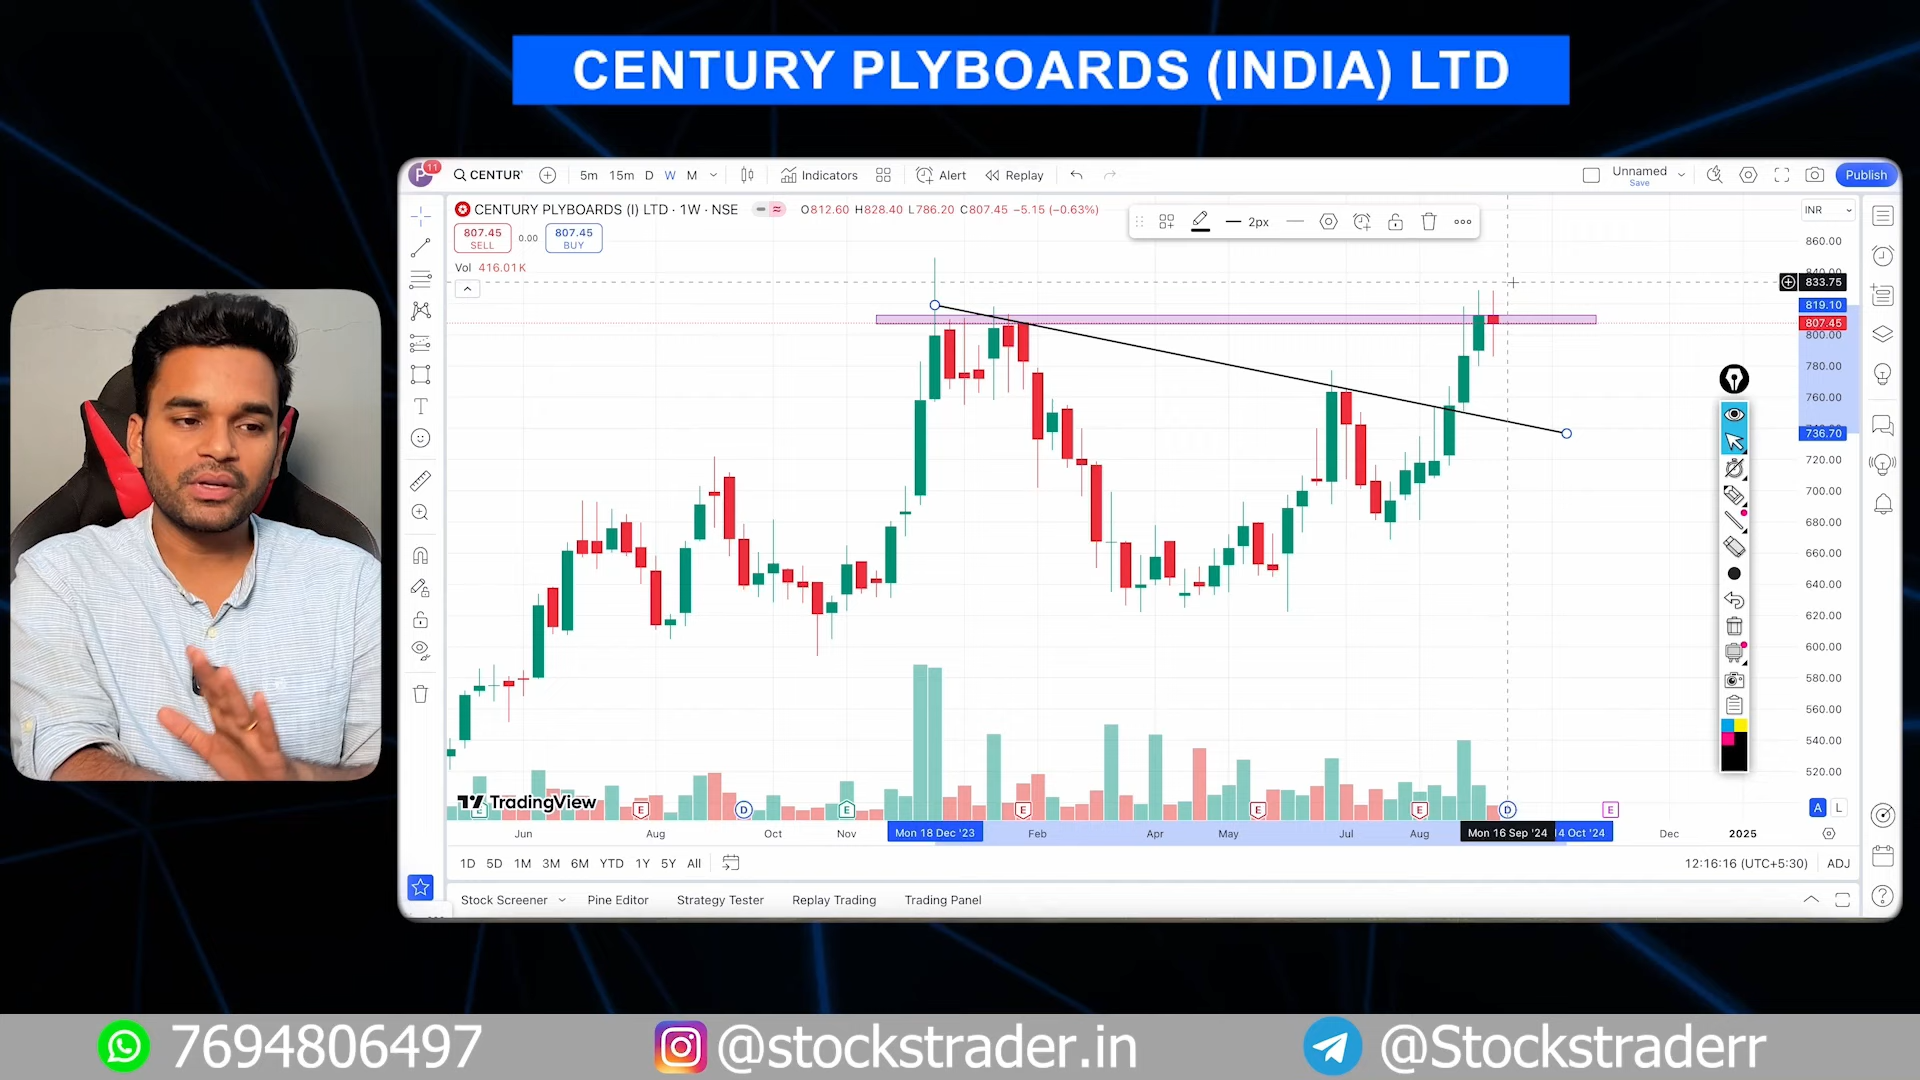 CENTURY PLYBOARDS (INDIA) LTD
P 11 CENTUR' 5m 15m D W M Indicators Alert Replay Unnamed Save Publish
CENTURY PLYBOARDS (I) LTD · 1W · NSE O812.60 H828.40 L786.20 C807.45 −5.15 (−0.63%)
2px
INR
807.45 SELL 0.00 807.45 BUY
Vol 416.01K
860.00
840.00
833.75
819.10
807.45
800.00
780.00
760.00
736.70
720.00
700.00
680.00
660.00
640.00
620.00
600.00
580.00
560.00
540.00
520.00
TradingView
E E D E E E E D E
A L
Jun Aug Oct Nov Mon 18 Dec '23 Feb Apr May Jul Aug Mon 16 Sep '24 14 Oct '24 Dec 2025
1D 5D 1M 3M 6M YTD 1Y 5Y All 12:16:16 (UTC+5:30) ADJ
Stock Screener Pine Editor Strategy Tester Replay Trading Trading Panel
7694806497 @stockstrader.in @Stockstraderr